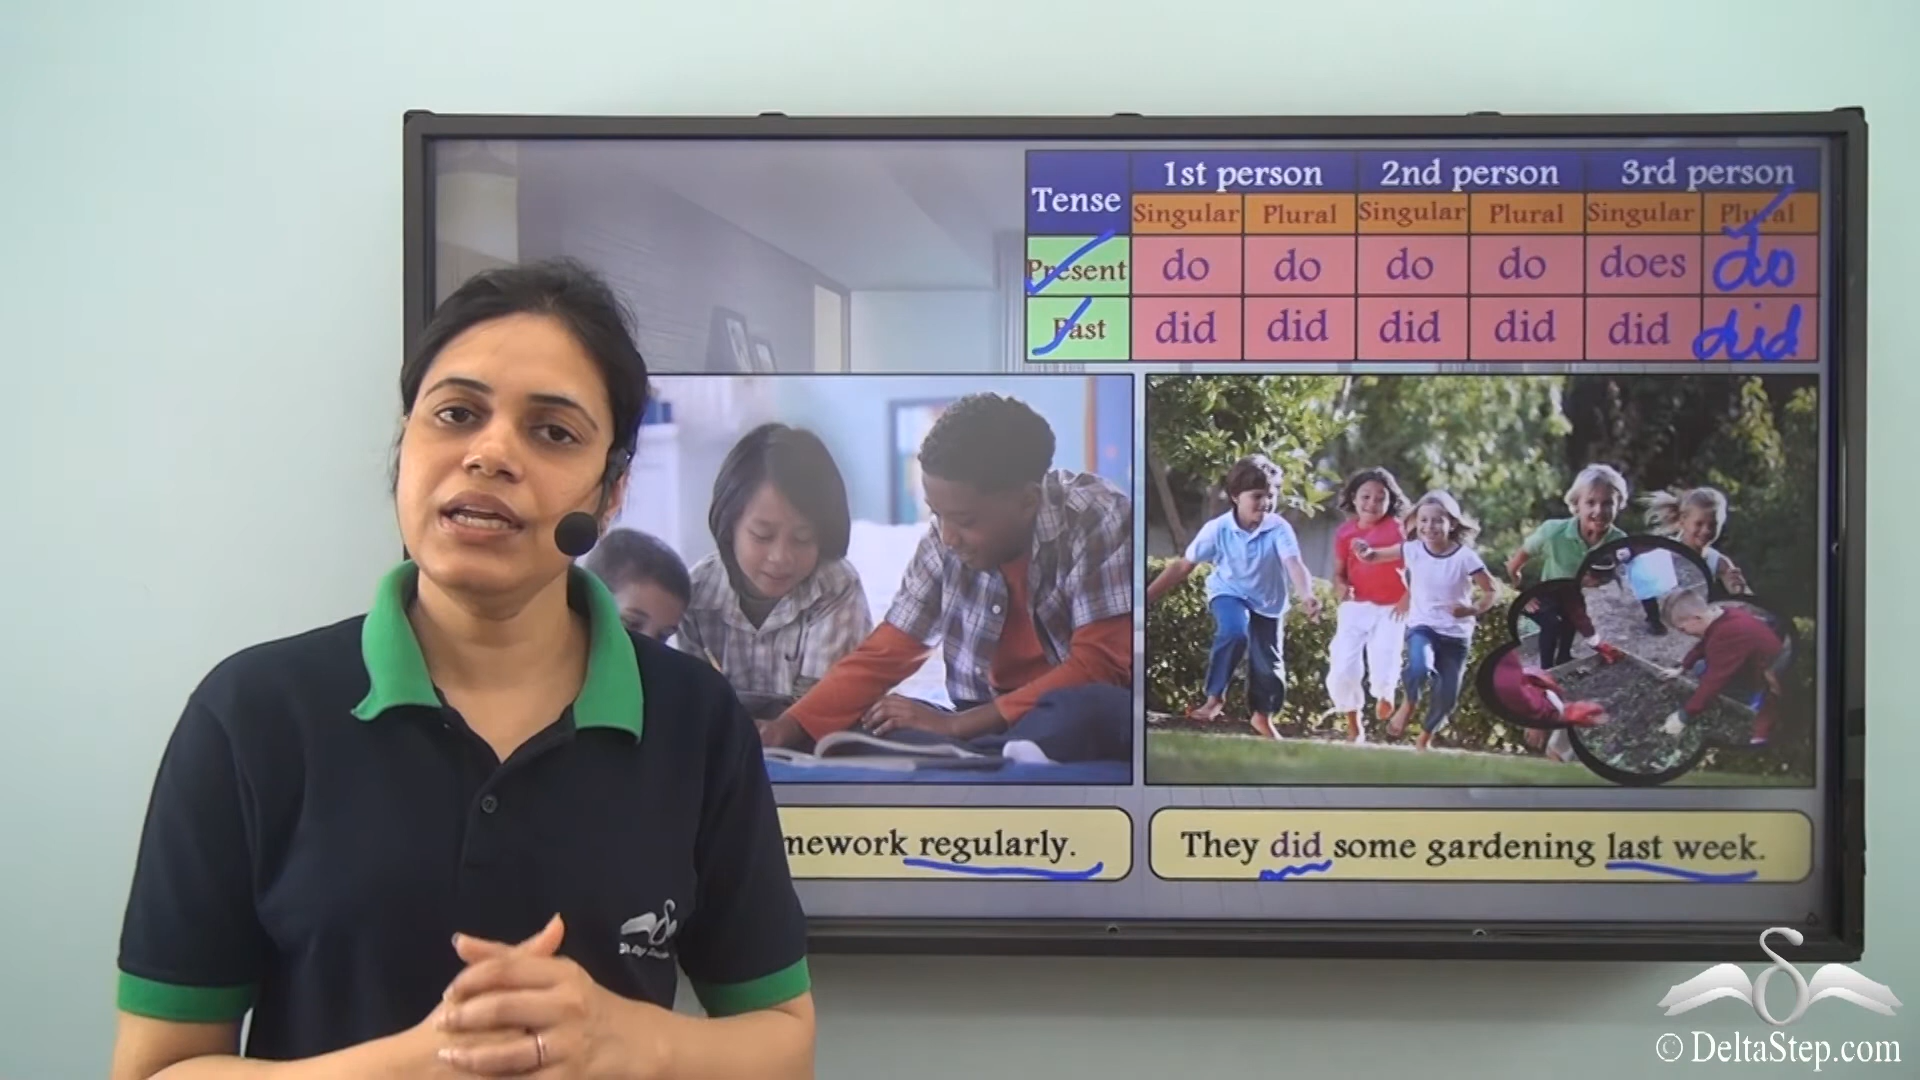 Tense 1st person 2nd person 3rd person
Singular Plural Singular Plural Singular Plural
Present do do do do does do
Past did did did did did did
regularly.
They did some gardening last week.
© DeltaStep.com